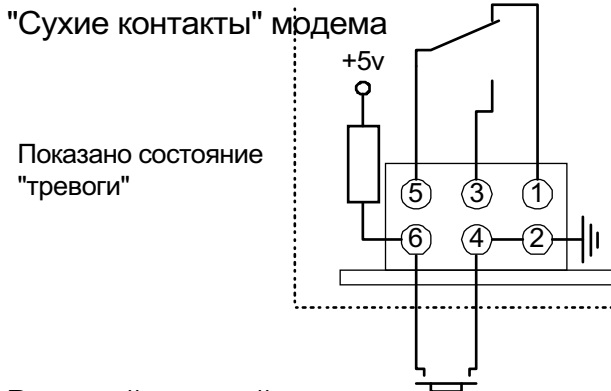 "Сухие контакты" модема
+5v
Показано состояние
"тревоги"
5 3 1
6 4 2